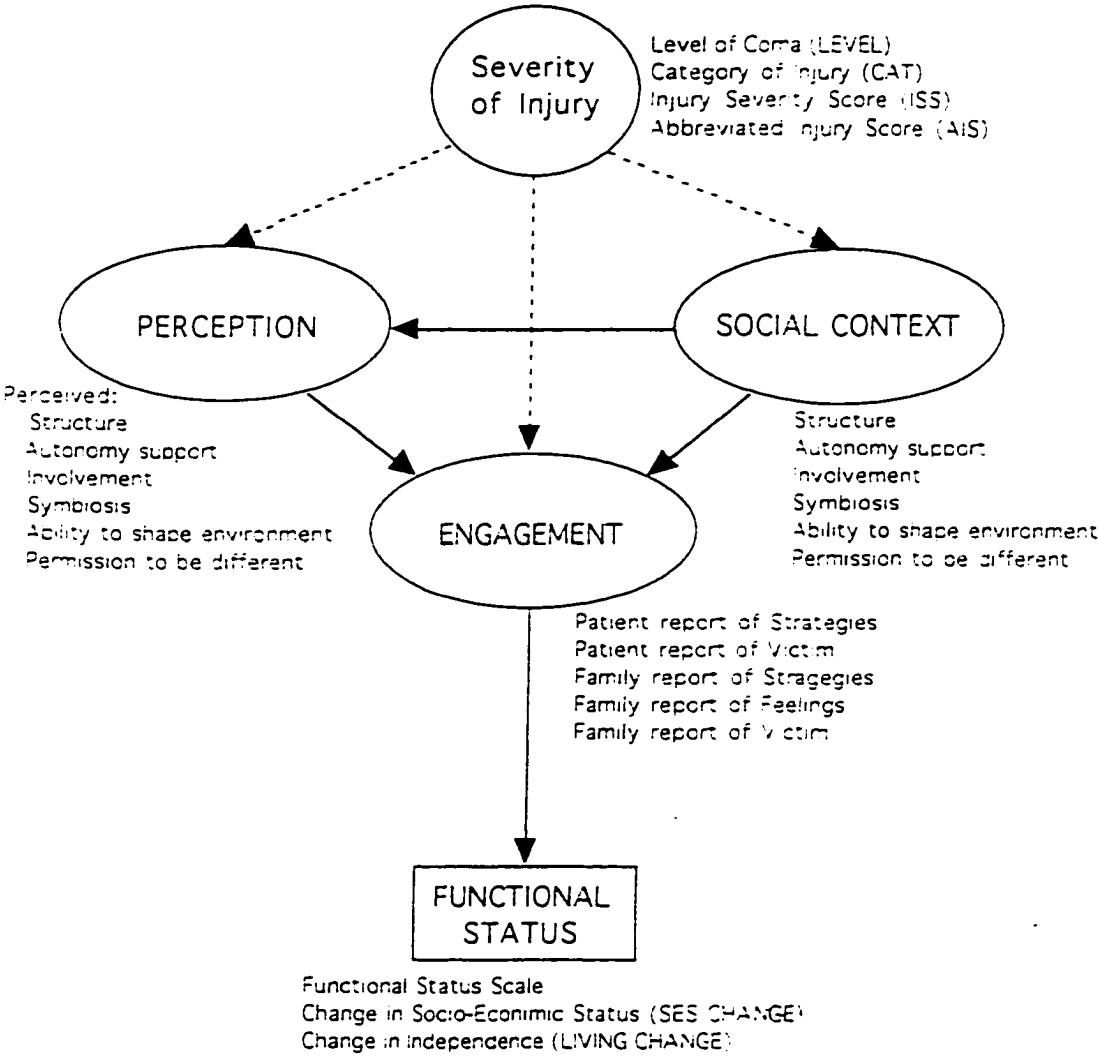 Severity
of Injury
Level of Coma (LEVEL)
Category of Injury (CAT)
Injury Severity Score (ISS)
Abbreviated Injury Score (AIS)
PERCEPTION
SOCIAL CONTEXT
Perceived:
Structure
Autonomy support
Involvement
Symbiosis
Ability to shape environment
Permission to be different
Structure
Autonomy support
Involvement
Symbiosis
Ability to shape environment
Permission to be different
ENGAGEMENT
Patient report of Strategies
Patient report of Victim
Family report of Stragegies
Family report of Feelings
Family report of Victim
FUNCTIONAL
STATUS
Functional Status Scale
Change in Socio-Econimic Status (SES CHANGE)
Change in Independence (LIVING CHANGE)